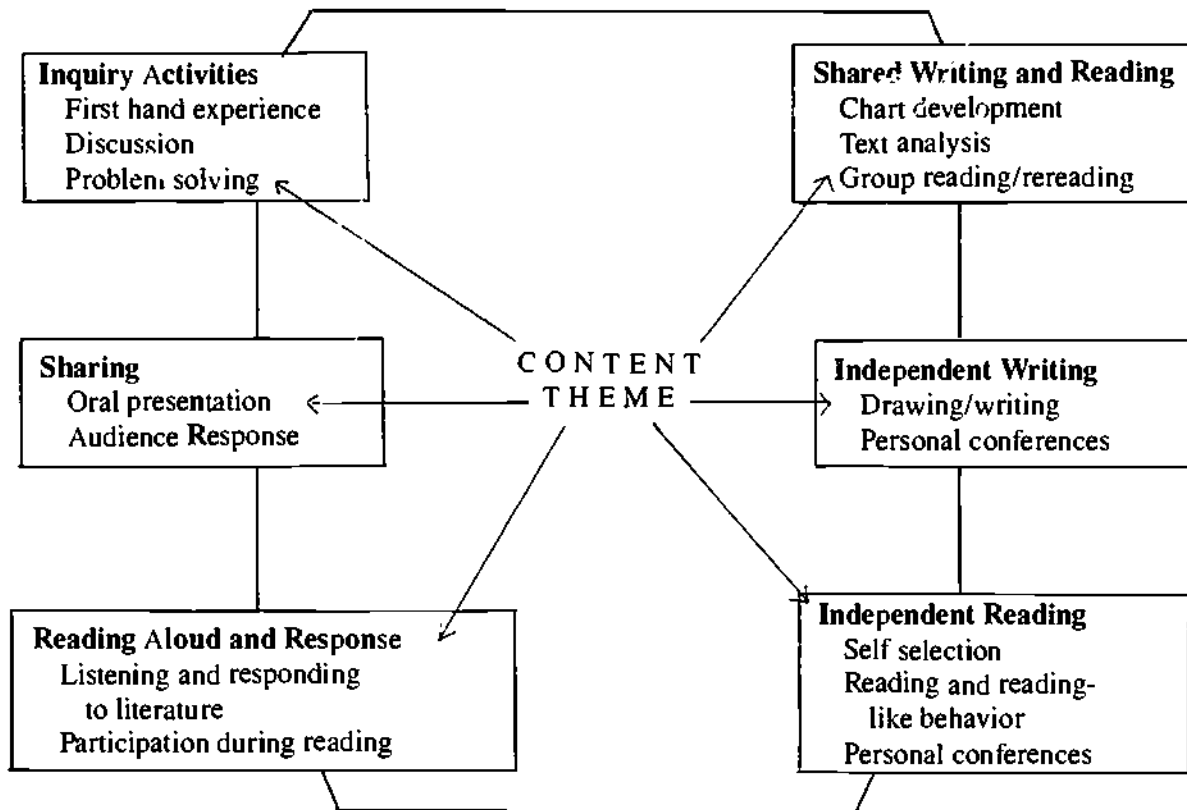 Inquiry Activities
First hand experience
Discussion
Problem solving
Shared Writing and Reading
Chart development
Text analysis
Group reading/rereading
CONTENT
THEME
Sharing
Oral presentation
Audience Response
Independent Writing
Drawing/writing
Personal conferences
Reading Aloud and Response
Listening and responding
to literature
Participation during reading
Independent Reading
Self selection
Reading and reading-
like behavior
Personal conferences